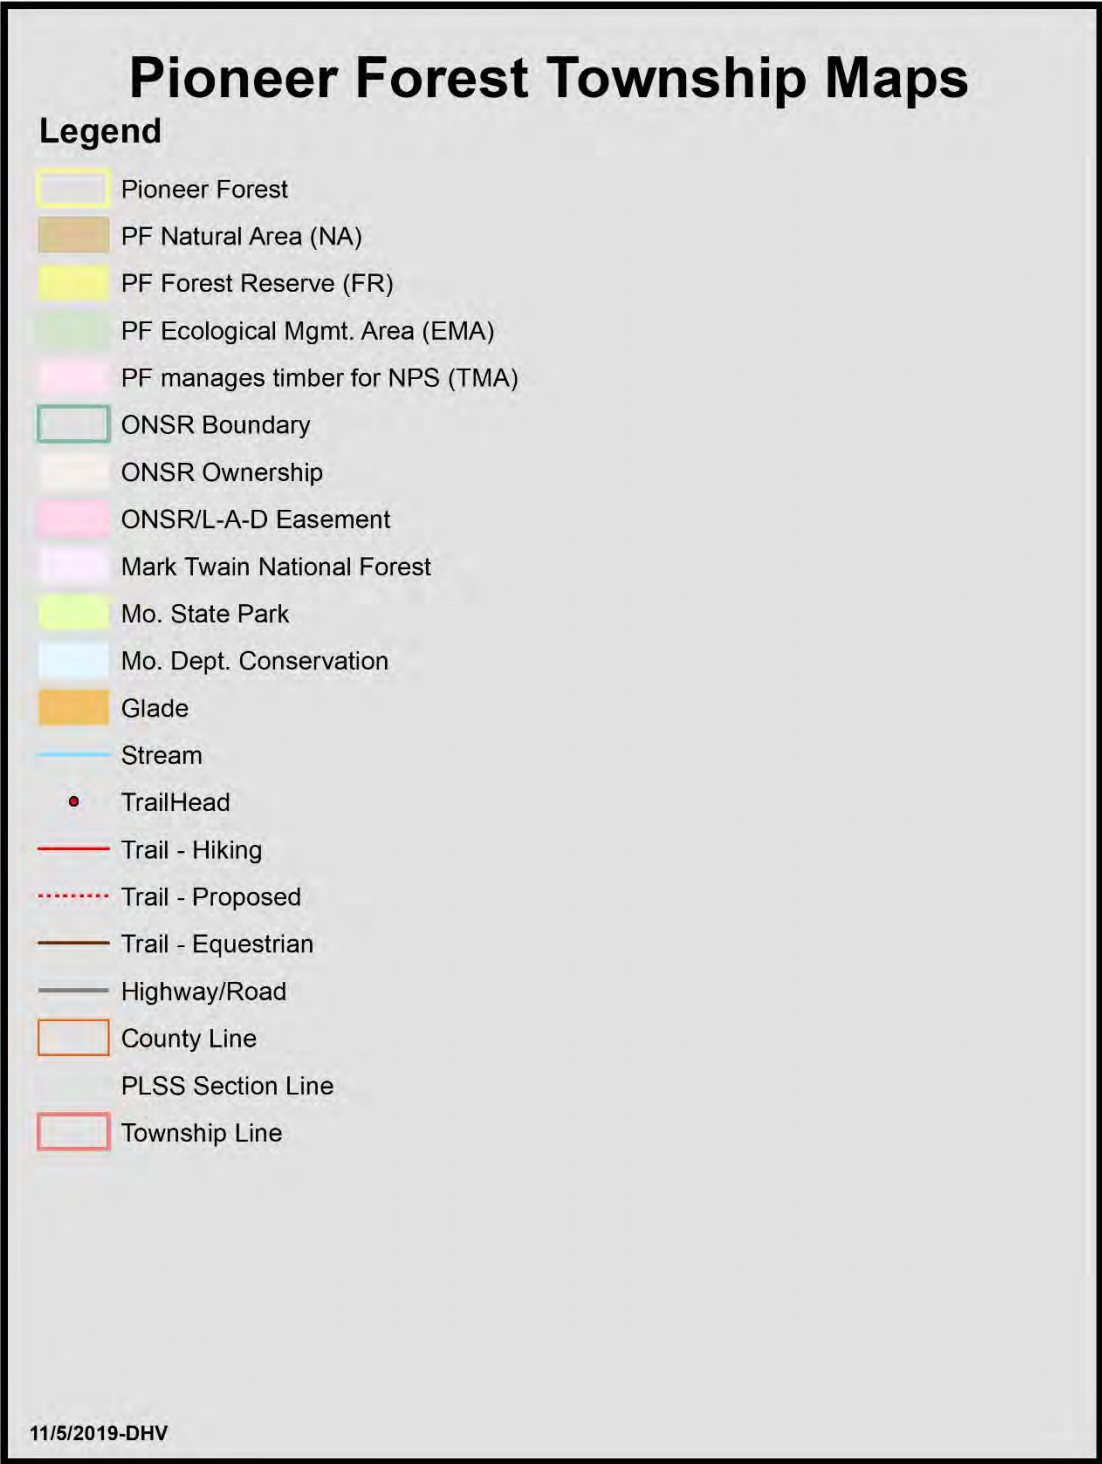 Pioneer Forest Township Maps
Legend
Pioneer Forest
PF Natural Area (NA)
PF Forest Reserve (FR)
PF Ecological Mgmt. Area (EMA)
PF manages timber for NPS (TMA)
ONSR Boundary
ONSR Ownership
ONSR/L-A-D Easement
Mark Twain National Forest
Mo. State Park
Mo. Dept. Conservation
Glade
Stream
TrailHead
Trail - Hiking
Trail - Proposed
Trail - Equestrian
Highway/Road
County Line
PLSS Section Line
Township Line
11/5/2019-DHV